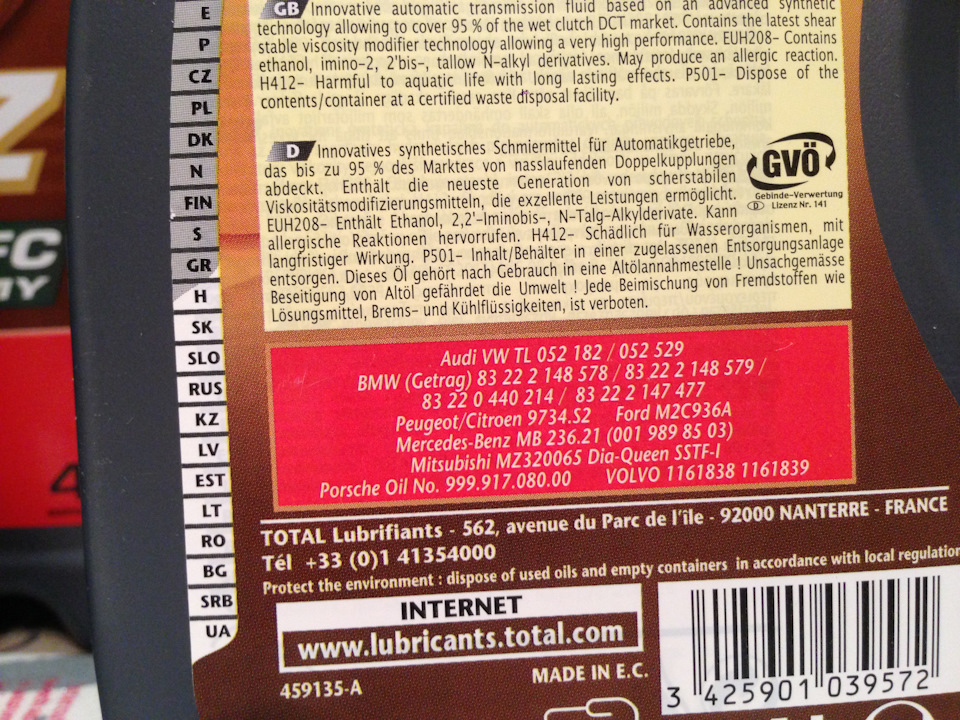 E
P
CZ
PL
DK
N
FIN
S
GR
H
SK
SLO
RUS
KZ
LV
EST
LT
RO
BG
SRB
UA
GB Innovative automatic transmission fluid based on an advanced synthetic
technology allowing to cover 95 % of the wet clutch DCT market. Contains the latest shear
stable viscosity modifier technology allowing a very high performance. EUH208- Contains
ethanol, imino-2, 2'bis-, tallow N-alkyl derivatives. May produce an allergic reaction.
H412- Harmful to aquatic life with long lasting effects. P501- Dispose of the
contents/container at a certified waste disposal facility.
D Innovatives synthetisches Schmiermittel für Automatikgetriebe,
das bis zu 95 % des Marktes von nasslaufenden Doppelkupplungen
abdeckt. Enthält die neueste Generation von scherstabilen
Viskositätsmodifizierungsmitteln, die exzellente Leistungen ermöglicht.
EUH208- Enthält Ethanol, 2,2'-Iminobis-, N-Talg-Alkylderivate. Kann
allergische Reaktionen hervorrufen. H412- Schädlich für Wasserorganismen, mit
langfristiger Wirkung. P501- Inhalt/Behälter in einer zugelassenen Entsorgungsanlage
entsorgen. Dieses Öl gehört nach Gebrauch in eine Altölannahmestelle ! Unsachgemässe
Beseitigung von Altöl gefährdet die Umwelt ! Jede Beimischung von Fremdstoffen wie
Lösungsmittel, Brems- und Kühlflüssigkeiten, ist verboten.
GVÖ
Gebinde-Verwertung
D Lizenz Nr. 141
Audi VW TL 052 182 / 052 529
BMW (Getrag) 83 22 2 148 578 / 83 22 2 148 579 /
83 22 0 440 214 / 83 22 2 147 477
Peugeot/Citroen 9734.S2 Ford M2C936A
Mercedes-Benz MB 236.21 (001 989 85 03)
Mitsubishi MZ320065 Dia-Queen SSTF-I
Porsche Oil No. 999.917.080.00 VOLVO 1161838 1161839
TOTAL Lubrifiants - 562, avenue du Parc de l'île - 92000 NANTERRE - FRANCE
Tél +33 (0)1 41354000
Protect the environment : dispose of used oils and empty containers in accordance with local regulation
INTERNET
www.lubricants.total.com
459135-A
MADE IN E.C.
3 425901 039572
Z
FC
MY
4